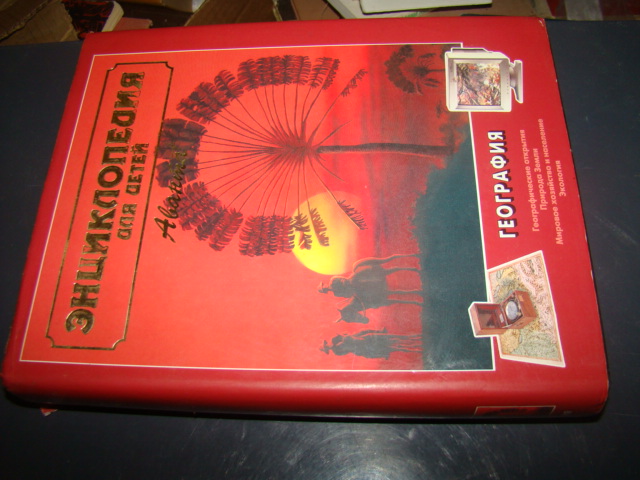 ЭНЦИКЛОПЕДИЯ
ДЛЯ ДЕТЕЙ
Аванта+
ГЕОГРАФИЯ
Географические открытия
Природа Земли
Мировое хозяйство и население
Экология